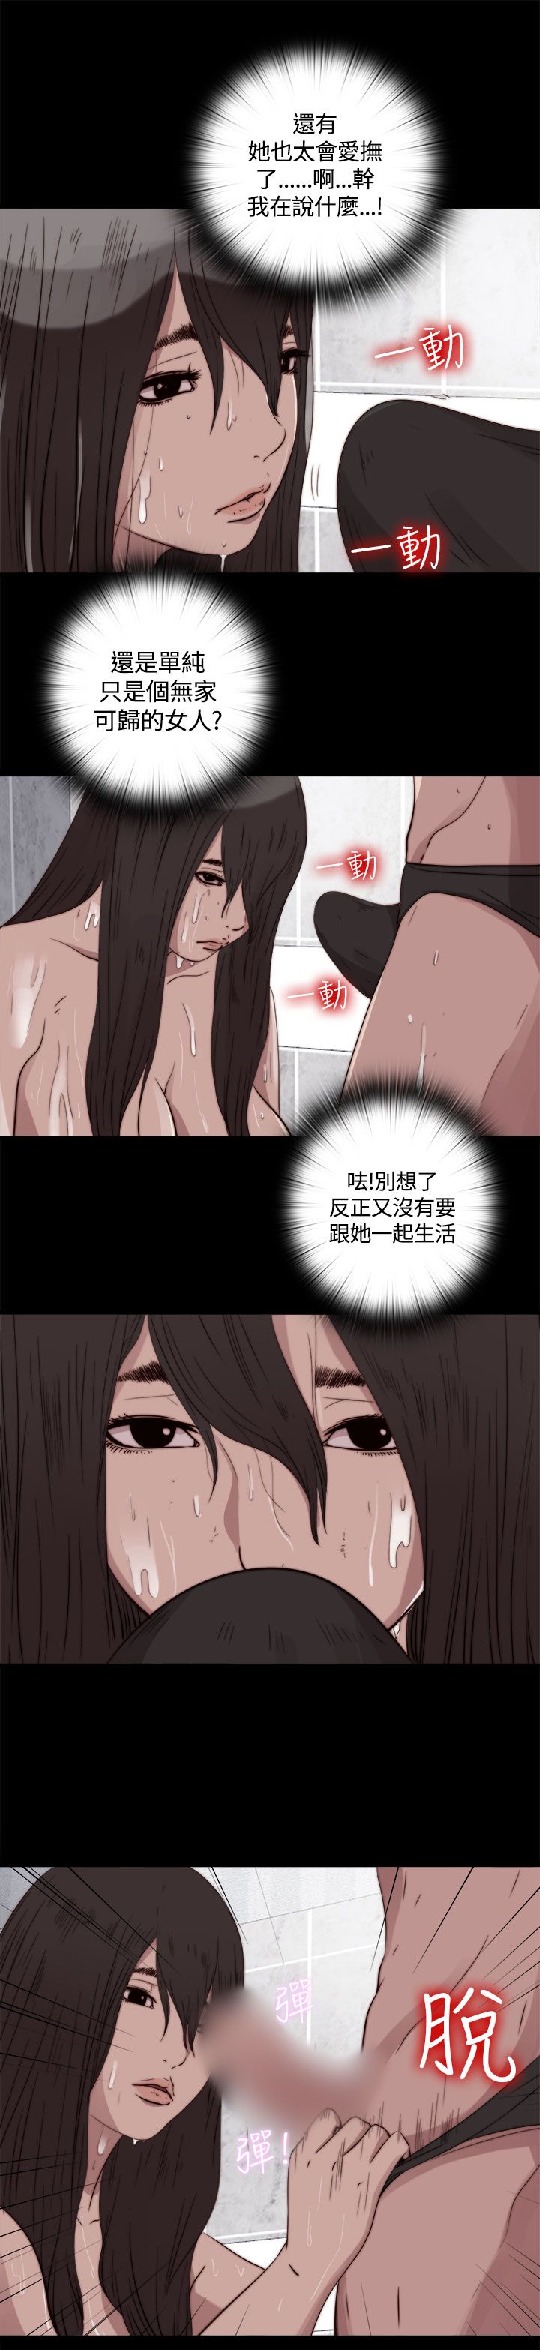 還有
她也太會愛撫
了......啊...幹
我在說什麼...!
一動
一動
還是單純
只是個無家
可歸的女人?
一動
一動
呿!別想了
反正又沒有要
跟她一起生活
彈
脫
彈!